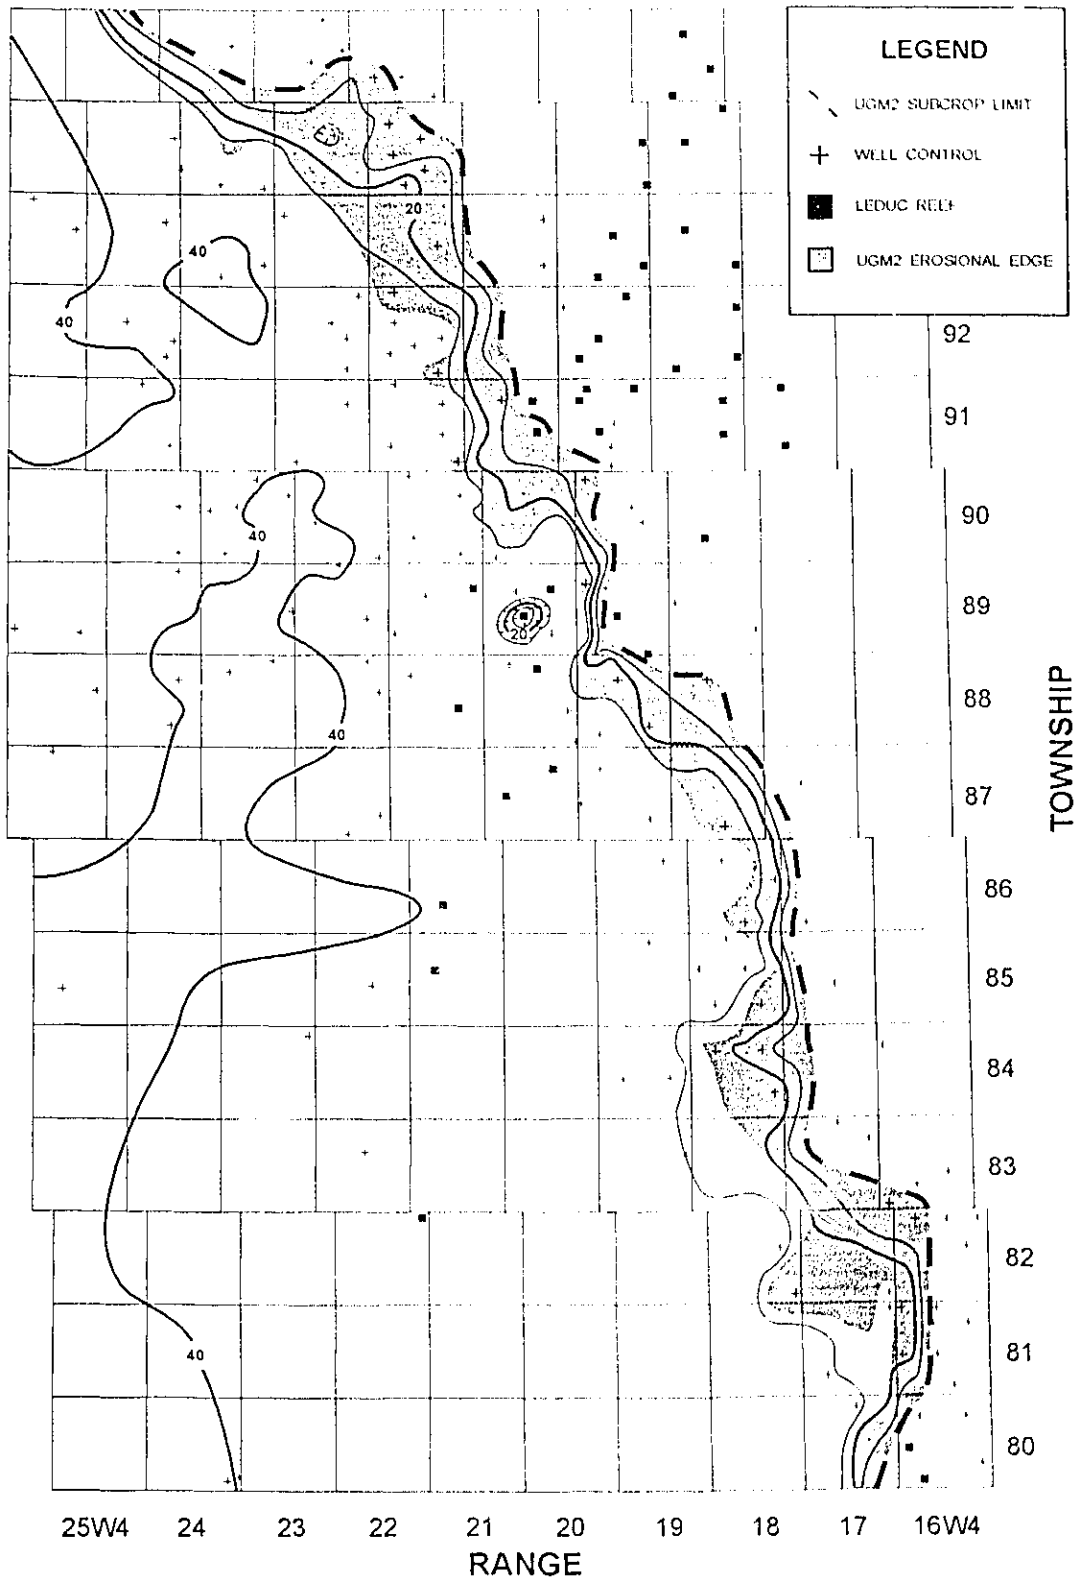 LEGEND
UGM2 SUBCROP LIMIT
WELL CONTROL
LEDUC REEF
UGM2 EROSIONAL EDGE
20
40
40
92
91
90
40
89
20
88
40
87
TOWNSHIP
86
85
84
83
82
81
40
80
25W4 24 23 22 21 20 19 18 17 16W4
RANGE